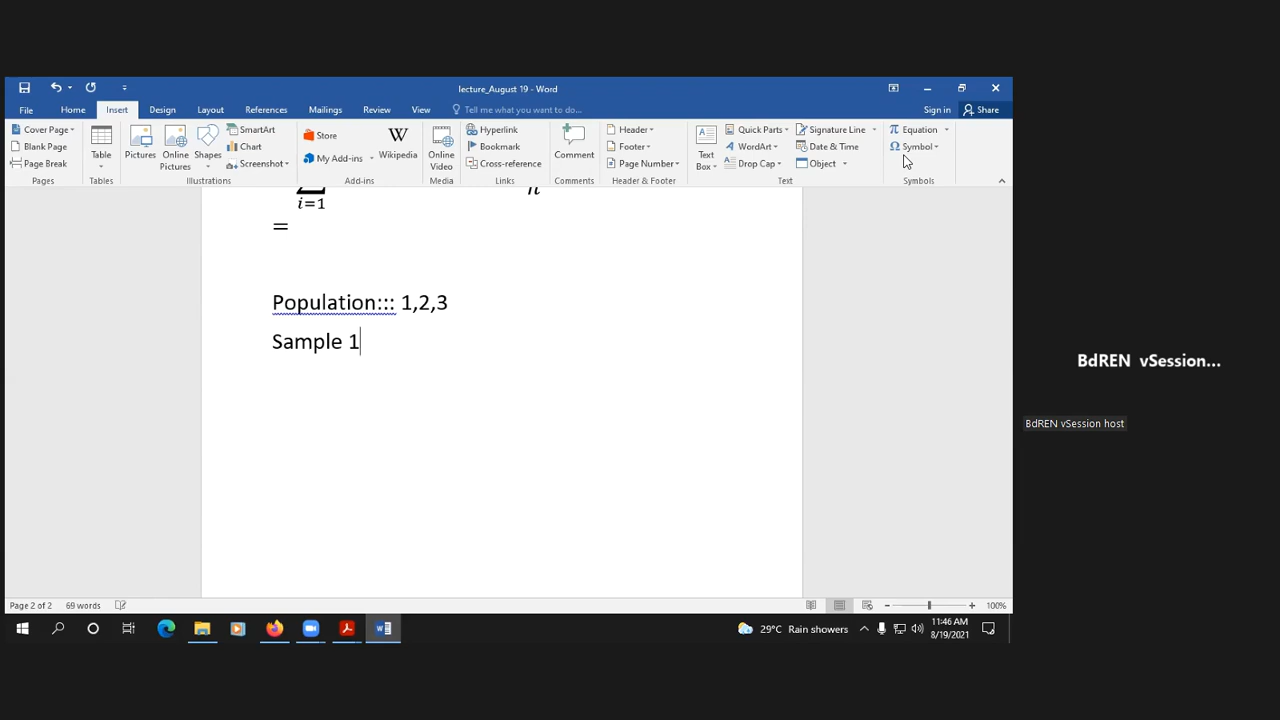 lecture_August 19 - Word
File Home Insert Design Layout References Mailings Review View Tell me what you want to do... Sign in Share
Cover Page
Blank Page
Page Break
Pages
Table
Tables
Pictures
Online Pictures
Shapes
SmartArt
Chart
Screenshot
Illustrations
Store
My Add-ins
Wikipedia
Add-ins
Online Video
Media
Hyperlink
Bookmark
Cross-reference
Links
Comment
Comments
Header
Footer
Page Number
Header & Footer
Text Box
Quick Parts
WordArt
Drop Cap
Signature Line
Date & Time
Object
Text
Equation
Symbol
Symbols
i=1
n
=
Population::: 1,2,3
Sample 1
BdREN vSession...
BdREN vSession host
Page 2 of 2 69 words 100%
29°C Rain showers 11:46 AM
8/19/2021